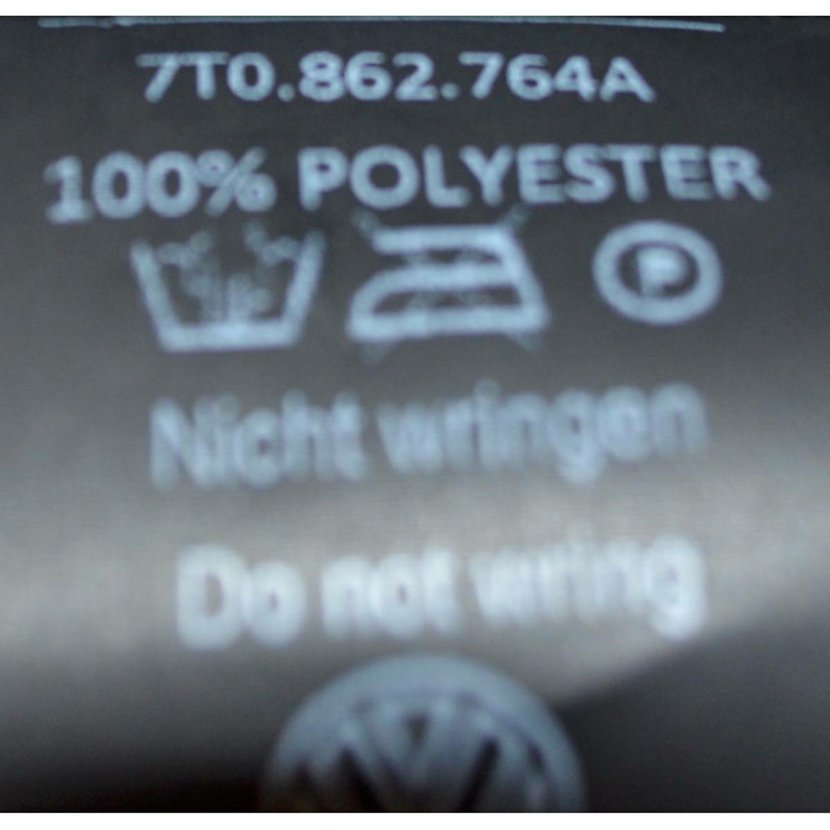 7T0.862.764A
100% POLYESTER
P
Nicht wringen
Do not wring